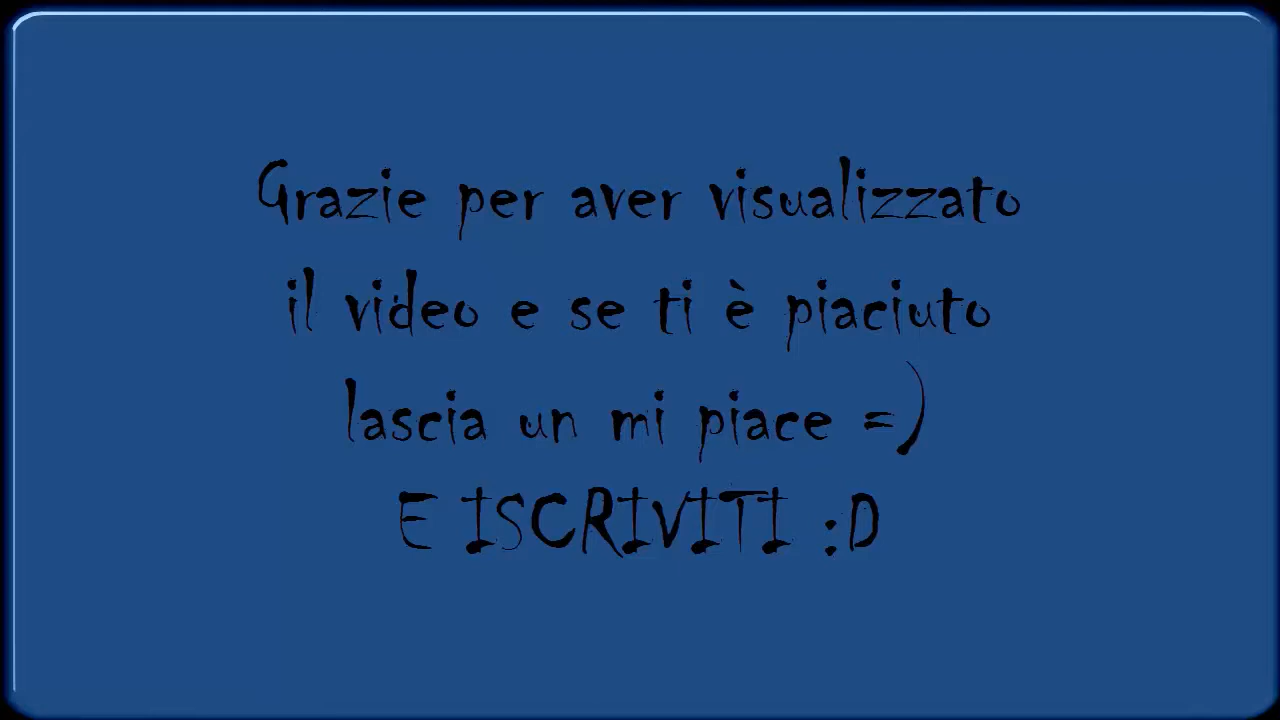 Grazie per aver visualizzato
il video e se ti è piaciuto
lascia un mi piace =)
E ISCRIVITI :D